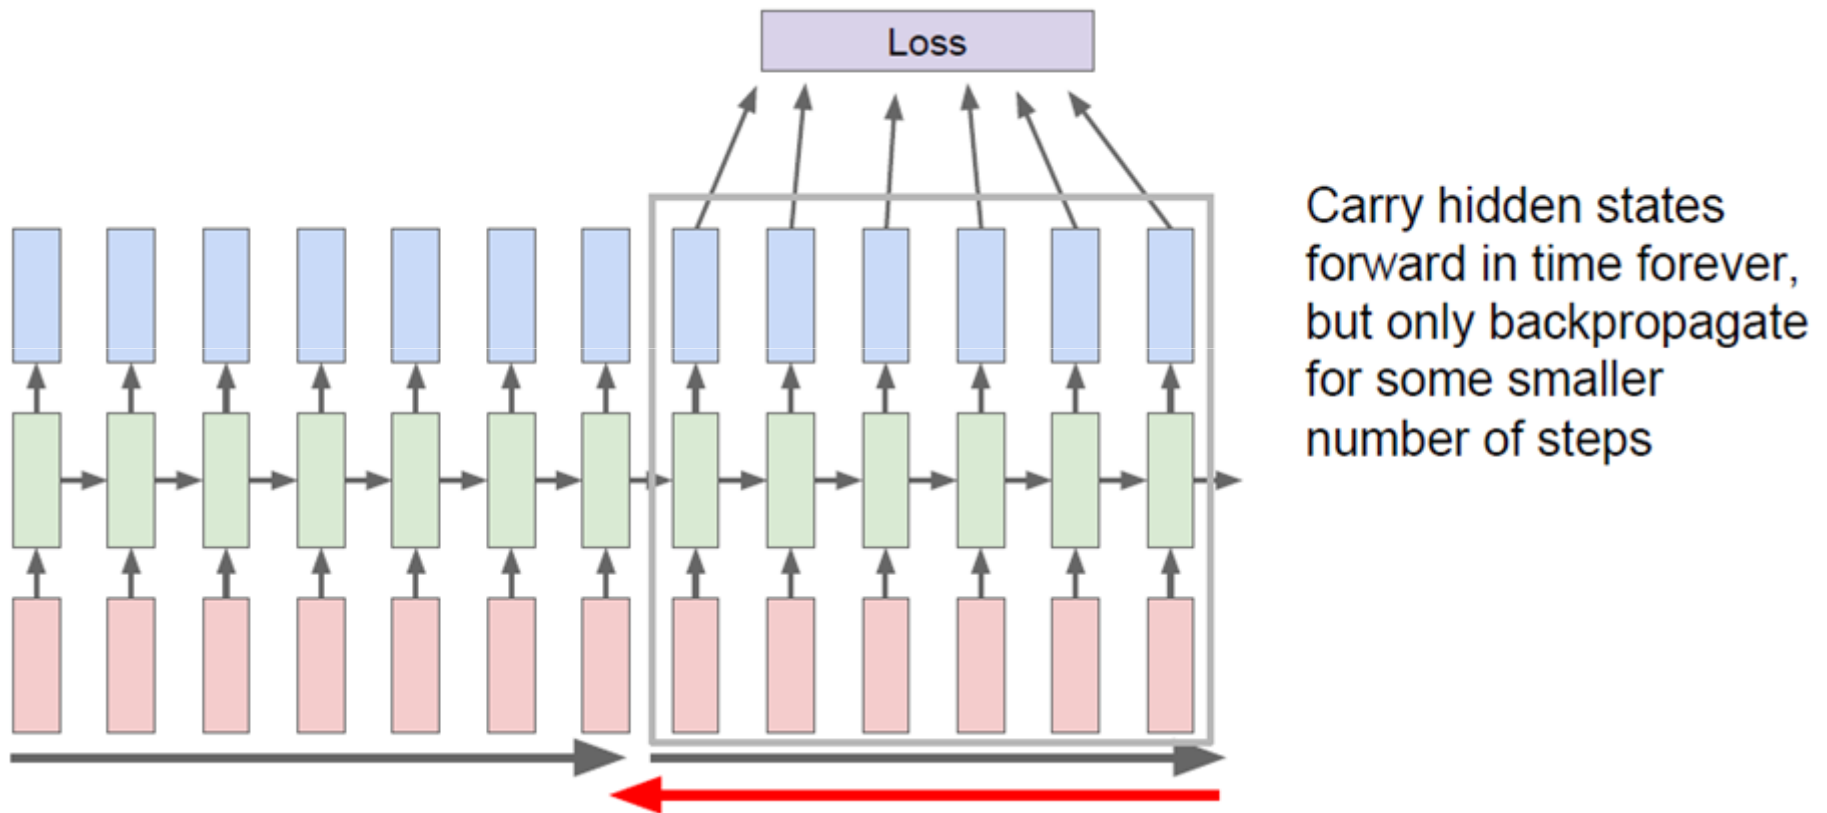 Loss
Carry hidden states
forward in time forever,
but only backpropagate
for some smaller
number of steps